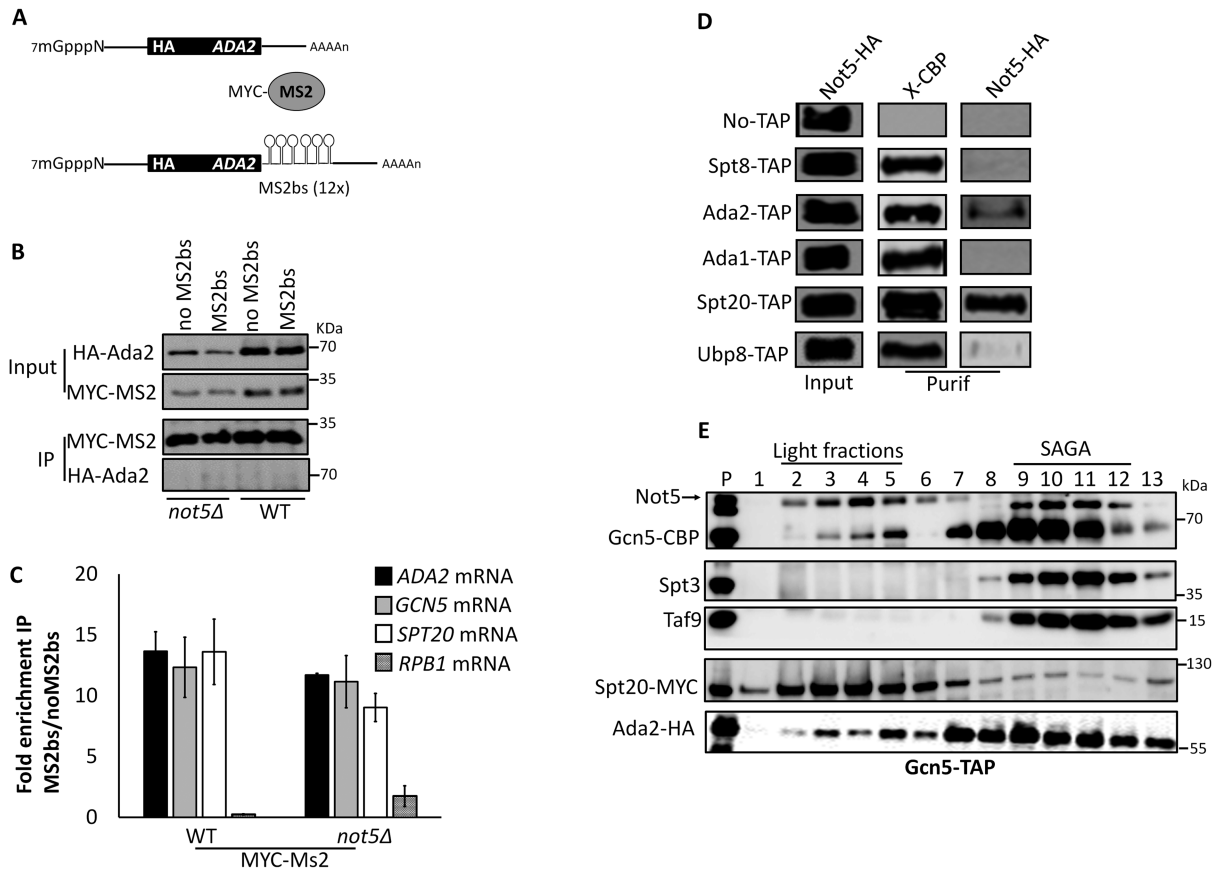 A
7mGpppN HA ADA2 AAAAn
MYC- MS2
7mGpppN HA ADA2 AAAAn
MS2bs (12x)
B
no MS2bs MS2bs no MS2bs MS2bs
KDa
Input HA-Ada2 70
MYC-MS2 35
IP MYC-MS2 35
HA-Ada2 70
not5Δ WT
C
Fold enrichment IP
MS2bs/noMS2bs
20
15
10
5
0
ADA2 mRNA
GCN5 mRNA
SPT20 mRNA
RPB1 mRNA
WT not5Δ
MYC-Ms2
D
Not5-HA X-CBP Not5-HA
No-TAP
Spt8-TAP
Ada2-TAP
Ada1-TAP
Spt20-TAP
Ubp8-TAP
Input Purif
E
Light fractions SAGA
P 1 2 3 4 5 6 7 8 9 10 11 12 13
kDa
Not5
70
Gcn5-CBP
Spt3
35
Taf9 15
130
Spt20-MYC
Ada2-HA
55
Gcn5-TAP